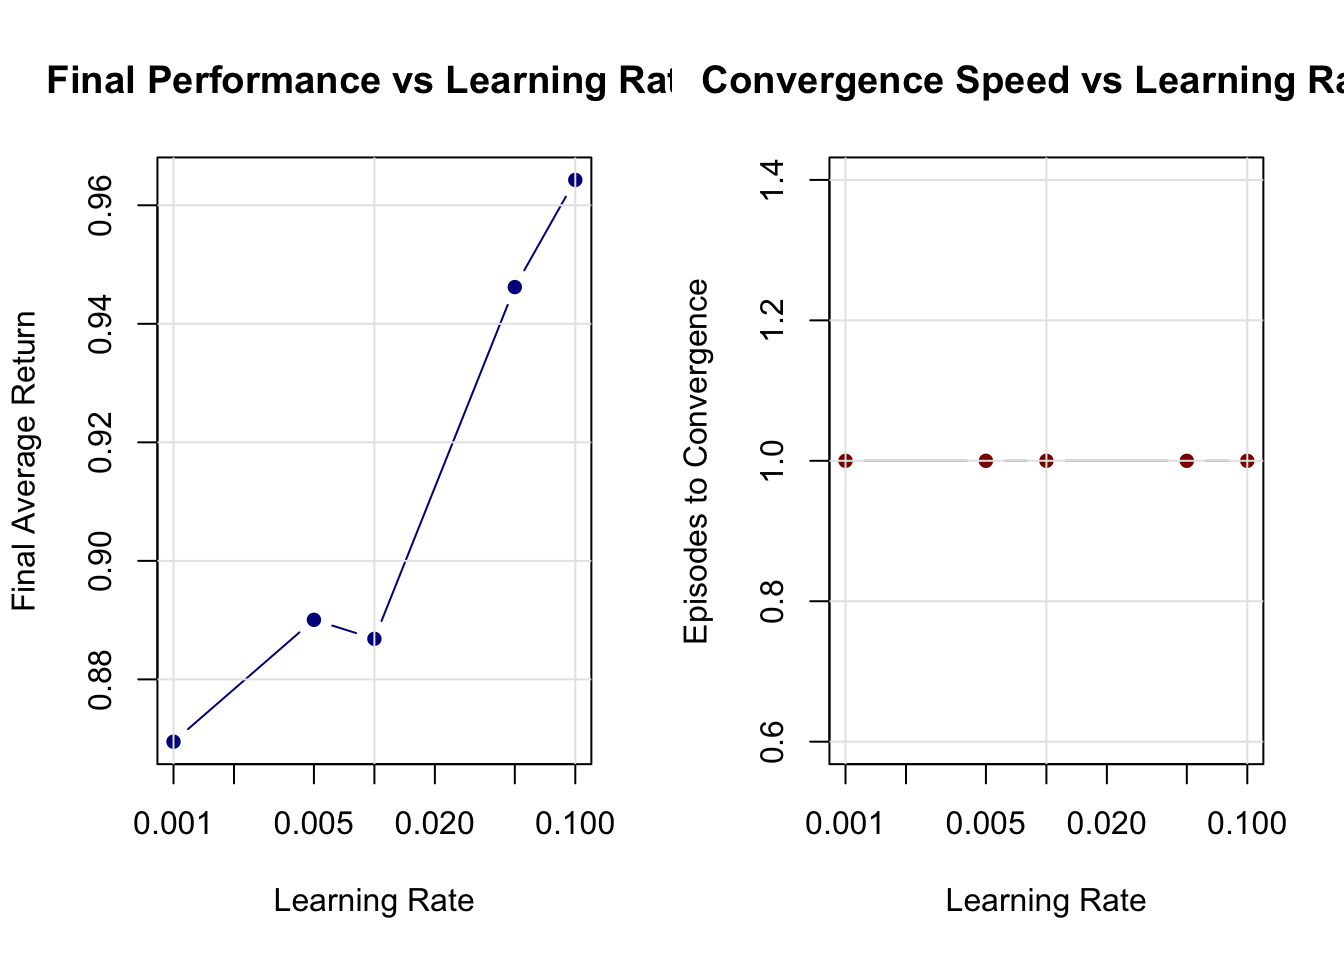 Final Performance vs Learning Rat
0.96
0.94
0.92
0.90
0.88
Final Average Return
0.001 0.005 0.020 0.100
Learning Rate
Convergence Speed vs Learning Ra
1.4
1.2
1.0
0.8
0.6
Episodes to Convergence
0.001 0.005 0.020 0.100
Learning Rate